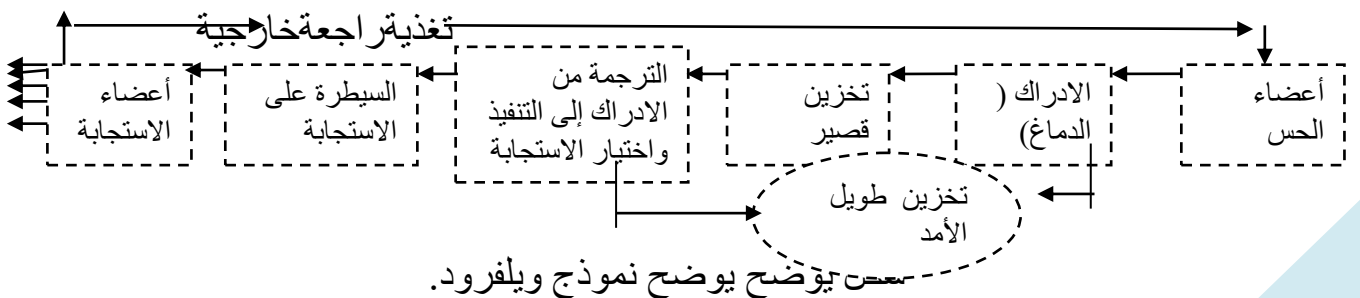 تغذية راجعة خارجية
أعضاء
الحس
الادراك (
الدماغ)
تخزين
قصير
الترجمة من
الادراك إلى التنفيذ
واختيار الاستجابة
السيطرة على
الاستجابة
أعضاء
الاستجابة
تخزين طويل
الأمد
يوضح يوضح نموذج ويلفرود.